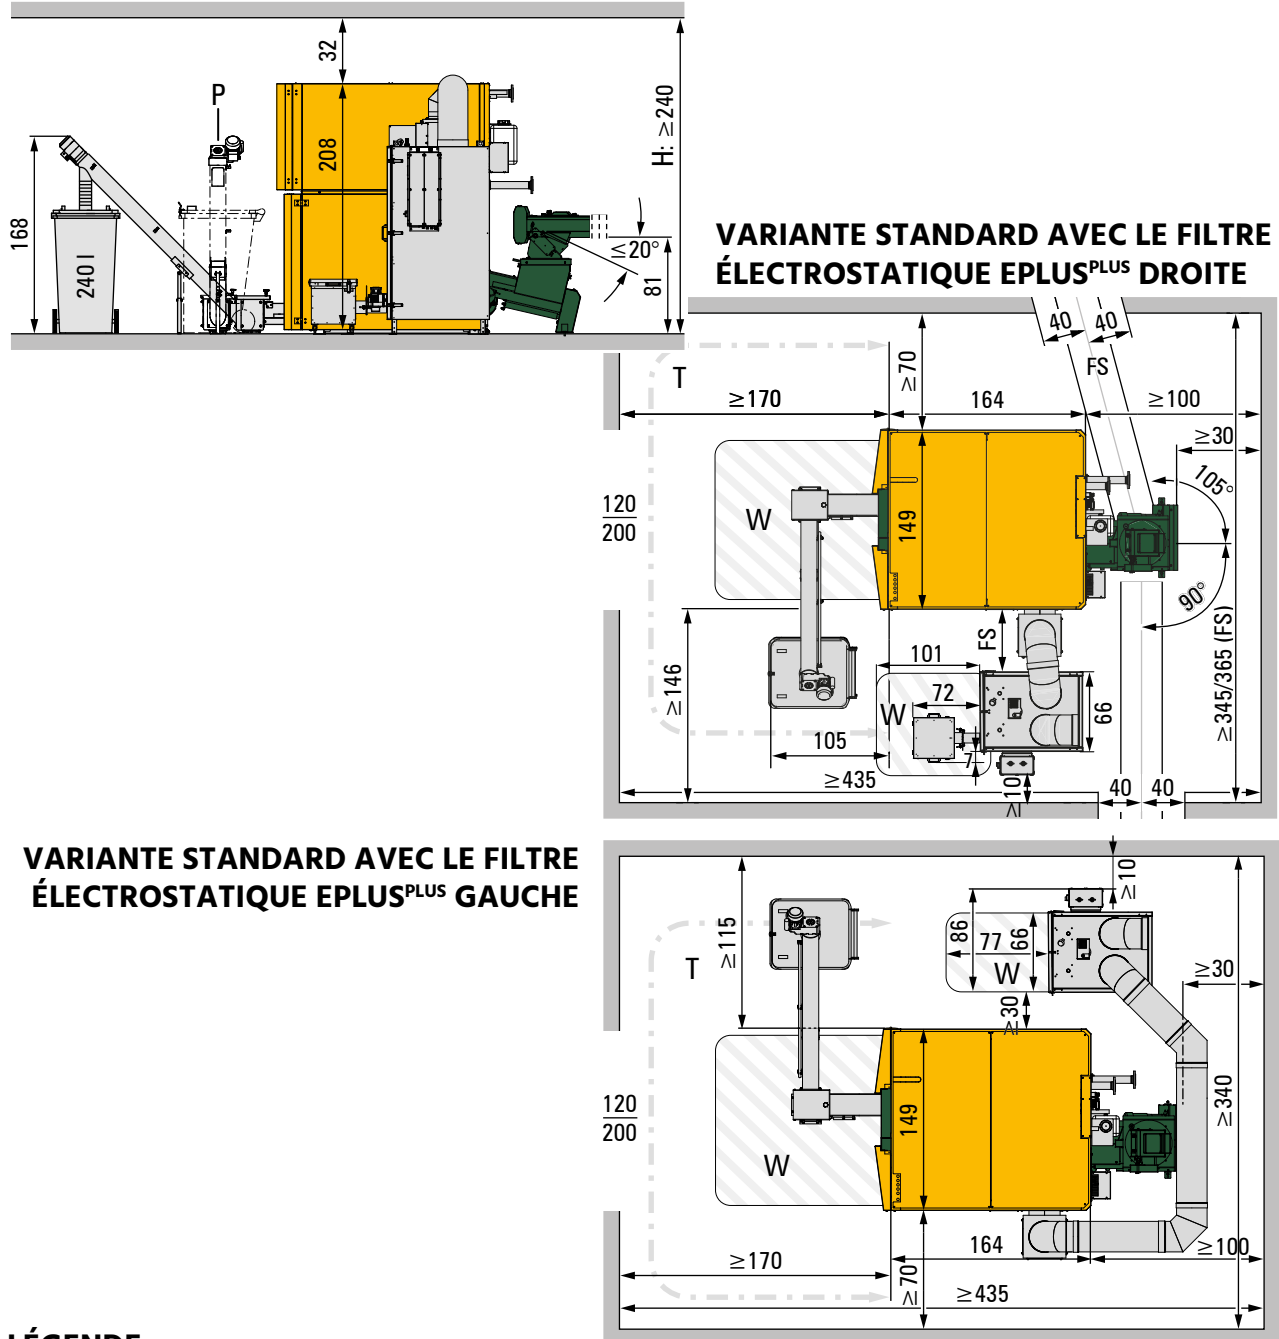 32
P
208
H: ≥240
168
240 l
≤20°
81
VARIANTE STANDARD AVEC LE FILTRE
ÉLECTROSTATIQUE EPLUSPLUS DROITE
40
40
FS
T
≥70
≥170
164
≥100
≥30
105°
120
200
W
149
90°
FS
101
≥345/365 (FS)
≥146
72
W
66
105
7
≥435
≥10
40
40
VARIANTE STANDARD AVEC LE FILTRE
ÉLECTROSTATIQUE EPLUSPLUS GAUCHE
≥10
≥115
86
77
66
T
W
≥30
≥30
≥340
120
200
149
W
164
≥100
≥170
≥70
≥435
LÉGENDE